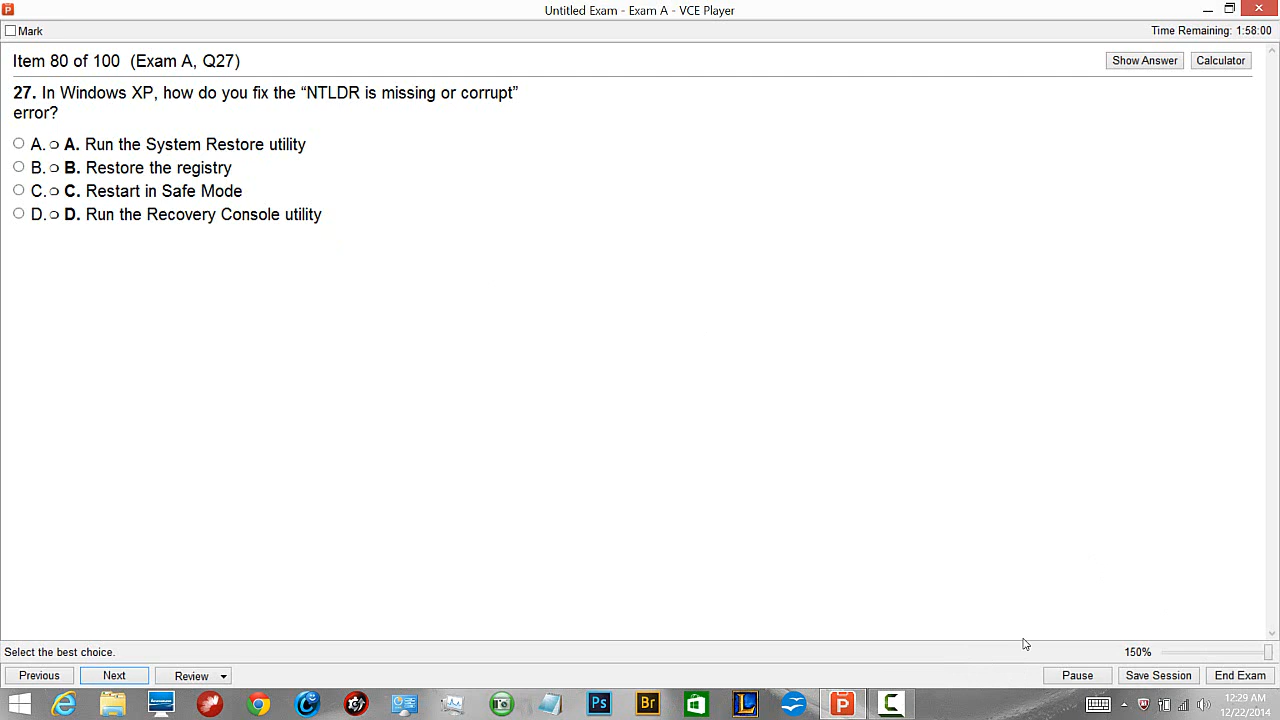 Untitled Exam - Exam A - VCE Player
Mark
Time Remaining: 1:58:00
Item 80 of 100 (Exam A, Q27)
Show Answer
Calculator
27. In Windows XP, how do you fix the “NTLDR is missing or corrupt”
error?
A. A. Run the System Restore utility
B. B. Restore the registry
C. C. Restart in Safe Mode
D. D. Run the Recovery Console utility
Select the best choice.
150%
Previous
Next
Review
Pause
Save Session
End Exam
Ps
Br
12:29 AM
12/22/2014